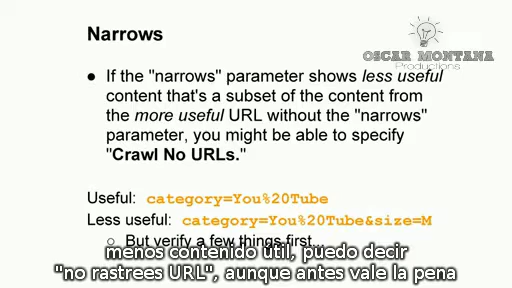 Narrows
OSCAR MONTANA
Productions
● If the "narrows" parameter shows less useful
content that's a subset of the content from
the more useful URL without the "narrows"
parameter, you might be able to specify
"Crawl No URLs."
Useful: category=You%20Tube
Less useful: category=You%20Tube&size=M
○ But verify a few things first...
menos contenido útil, puedo decir
"no rastrees URL", aunque antes vale la pena